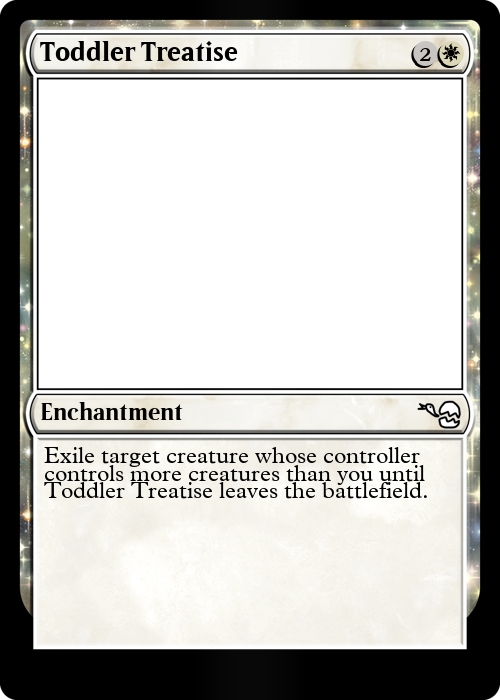 Toddler Treatise 2
Enchantment
Exile target creature whose controller
controls more creatures than you until
Toddler Treatise leaves the battlefield.